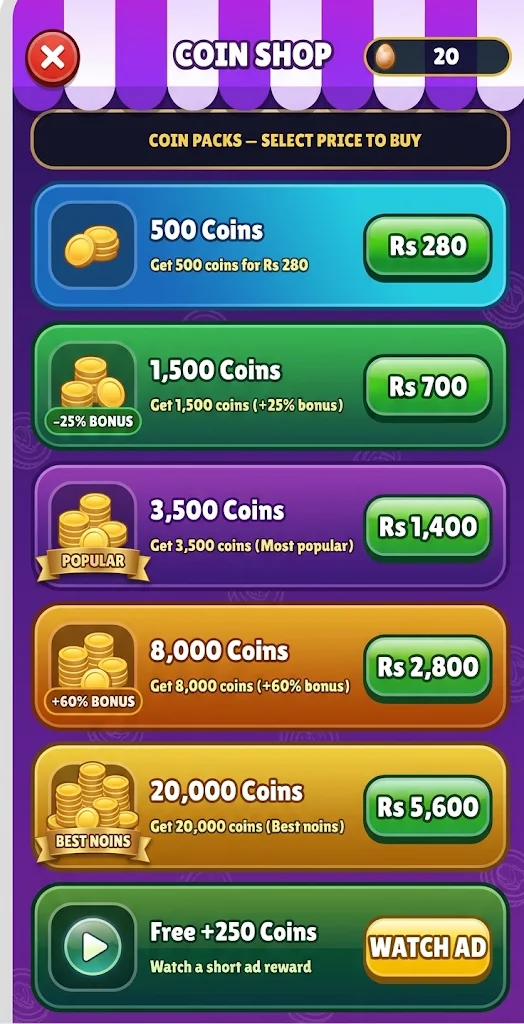 COIN SHOP
20
COIN PACKS – SELECT PRICE TO BUY
500 Coins
Get 500 coins for Rs 280
Rs 280
1,500 Coins
Get 1,500 coins (+25% bonus)
-25% BONUS
Rs 700
3,500 Coins
Get 3,500 coins (Most popular)
POPULAR
Rs 1,400
8,000 Coins
Get 8,000 coins (+60% bonus)
+60% BONUS
Rs 2,800
20,000 Coins
Get 20,000 coins (Best noins)
BEST NOINS
Rs 5,600
Free +250 Coins
Watch a short ad reward
WATCH AD